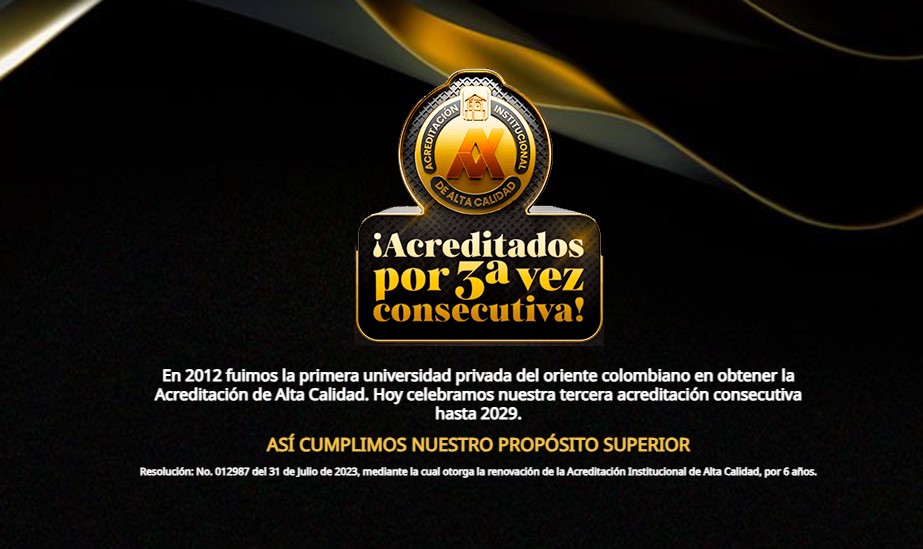 ACREDITACIÓN INSTITUCIONAL
DE ALTA CALIDAD
¡Acreditados
por 3ª vez
consecutiva!
En 2012 fuimos la primera universidad privada del oriente colombiano en obtener la
Acreditación de Alta Calidad. Hoy celebramos nuestra tercera acreditación consecutiva
hasta 2029.
ASÍ CUMPLIMOS NUESTRO PROPÓSITO SUPERIOR
Resolución: No. 012987 del 31 de Julio de 2023, mediante la cual otorga la renovación de la Acreditación Institucional de Alta Calidad, por 6 años.